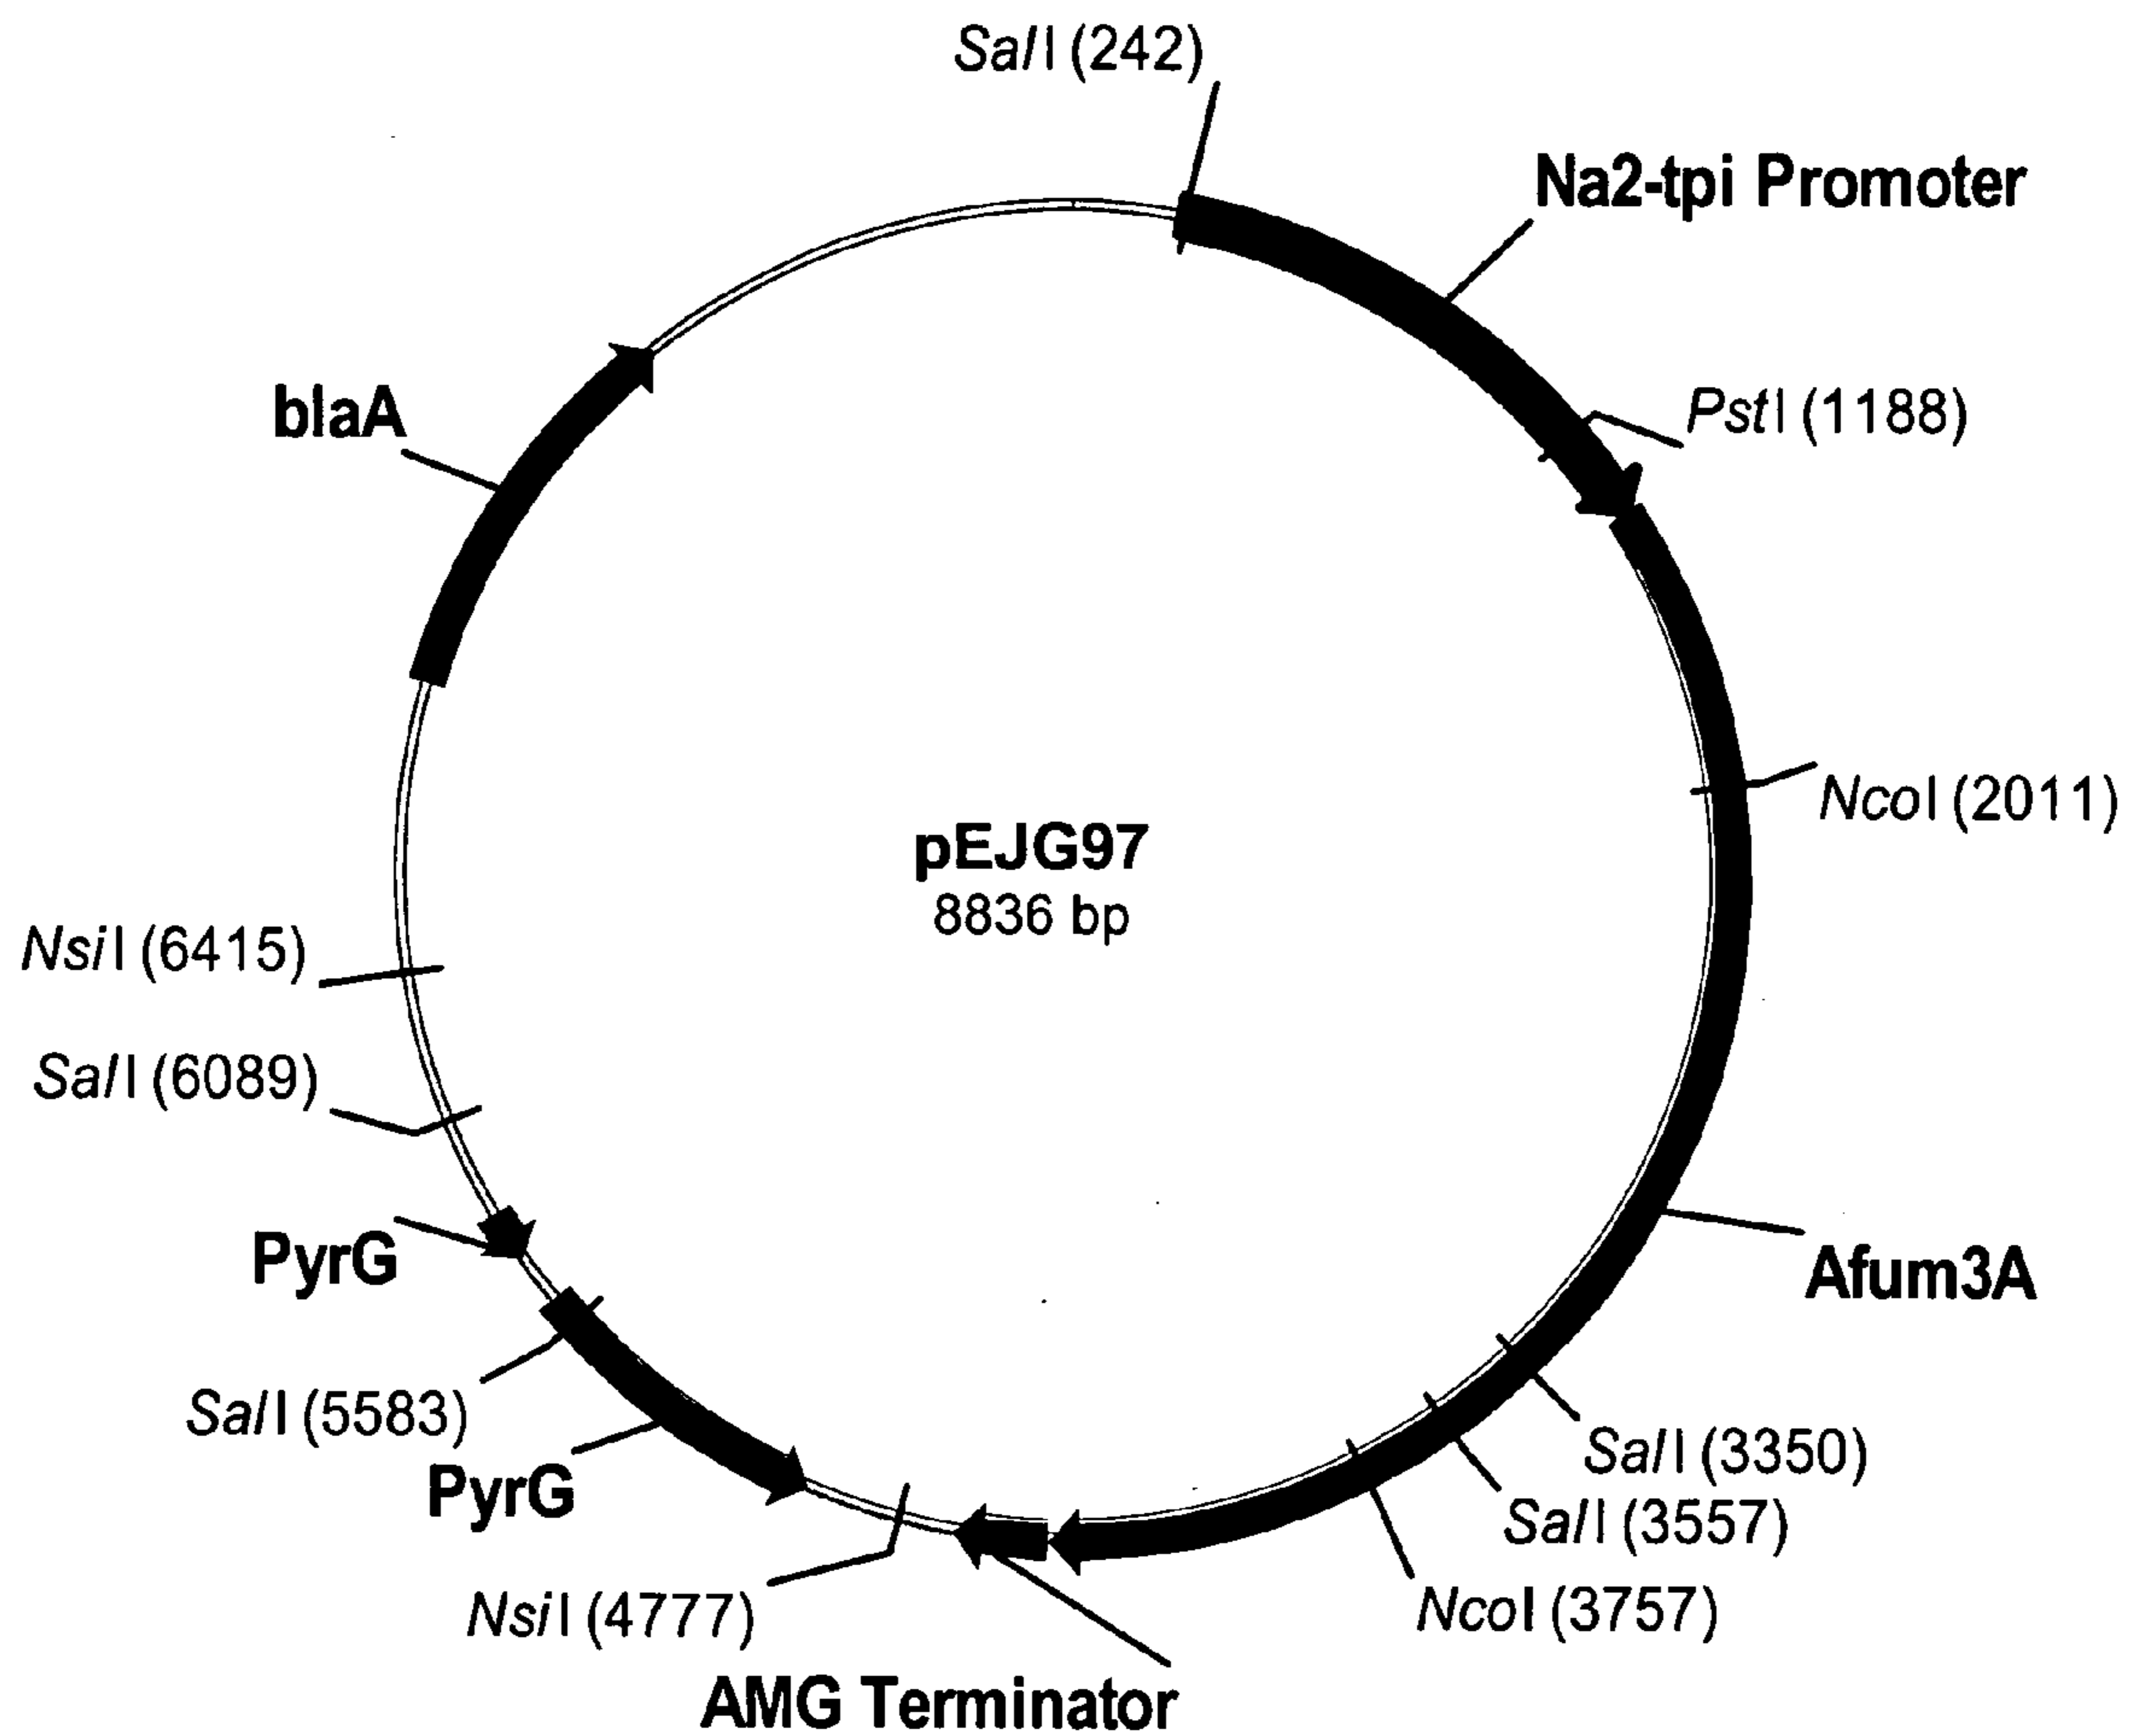 SalI (242)
Na2-tpi Promoter
PstI (1188)
NcoI (2011)
Afum3A
SalI (3350)
SalI (3557)
NcoI (3757)
AMG Terminator
NsiI (4777)
PyrG
SalI (5583)
PyrG
SalI (6089)
NsiI (6415)
blaA
pEJG97
8836 bp